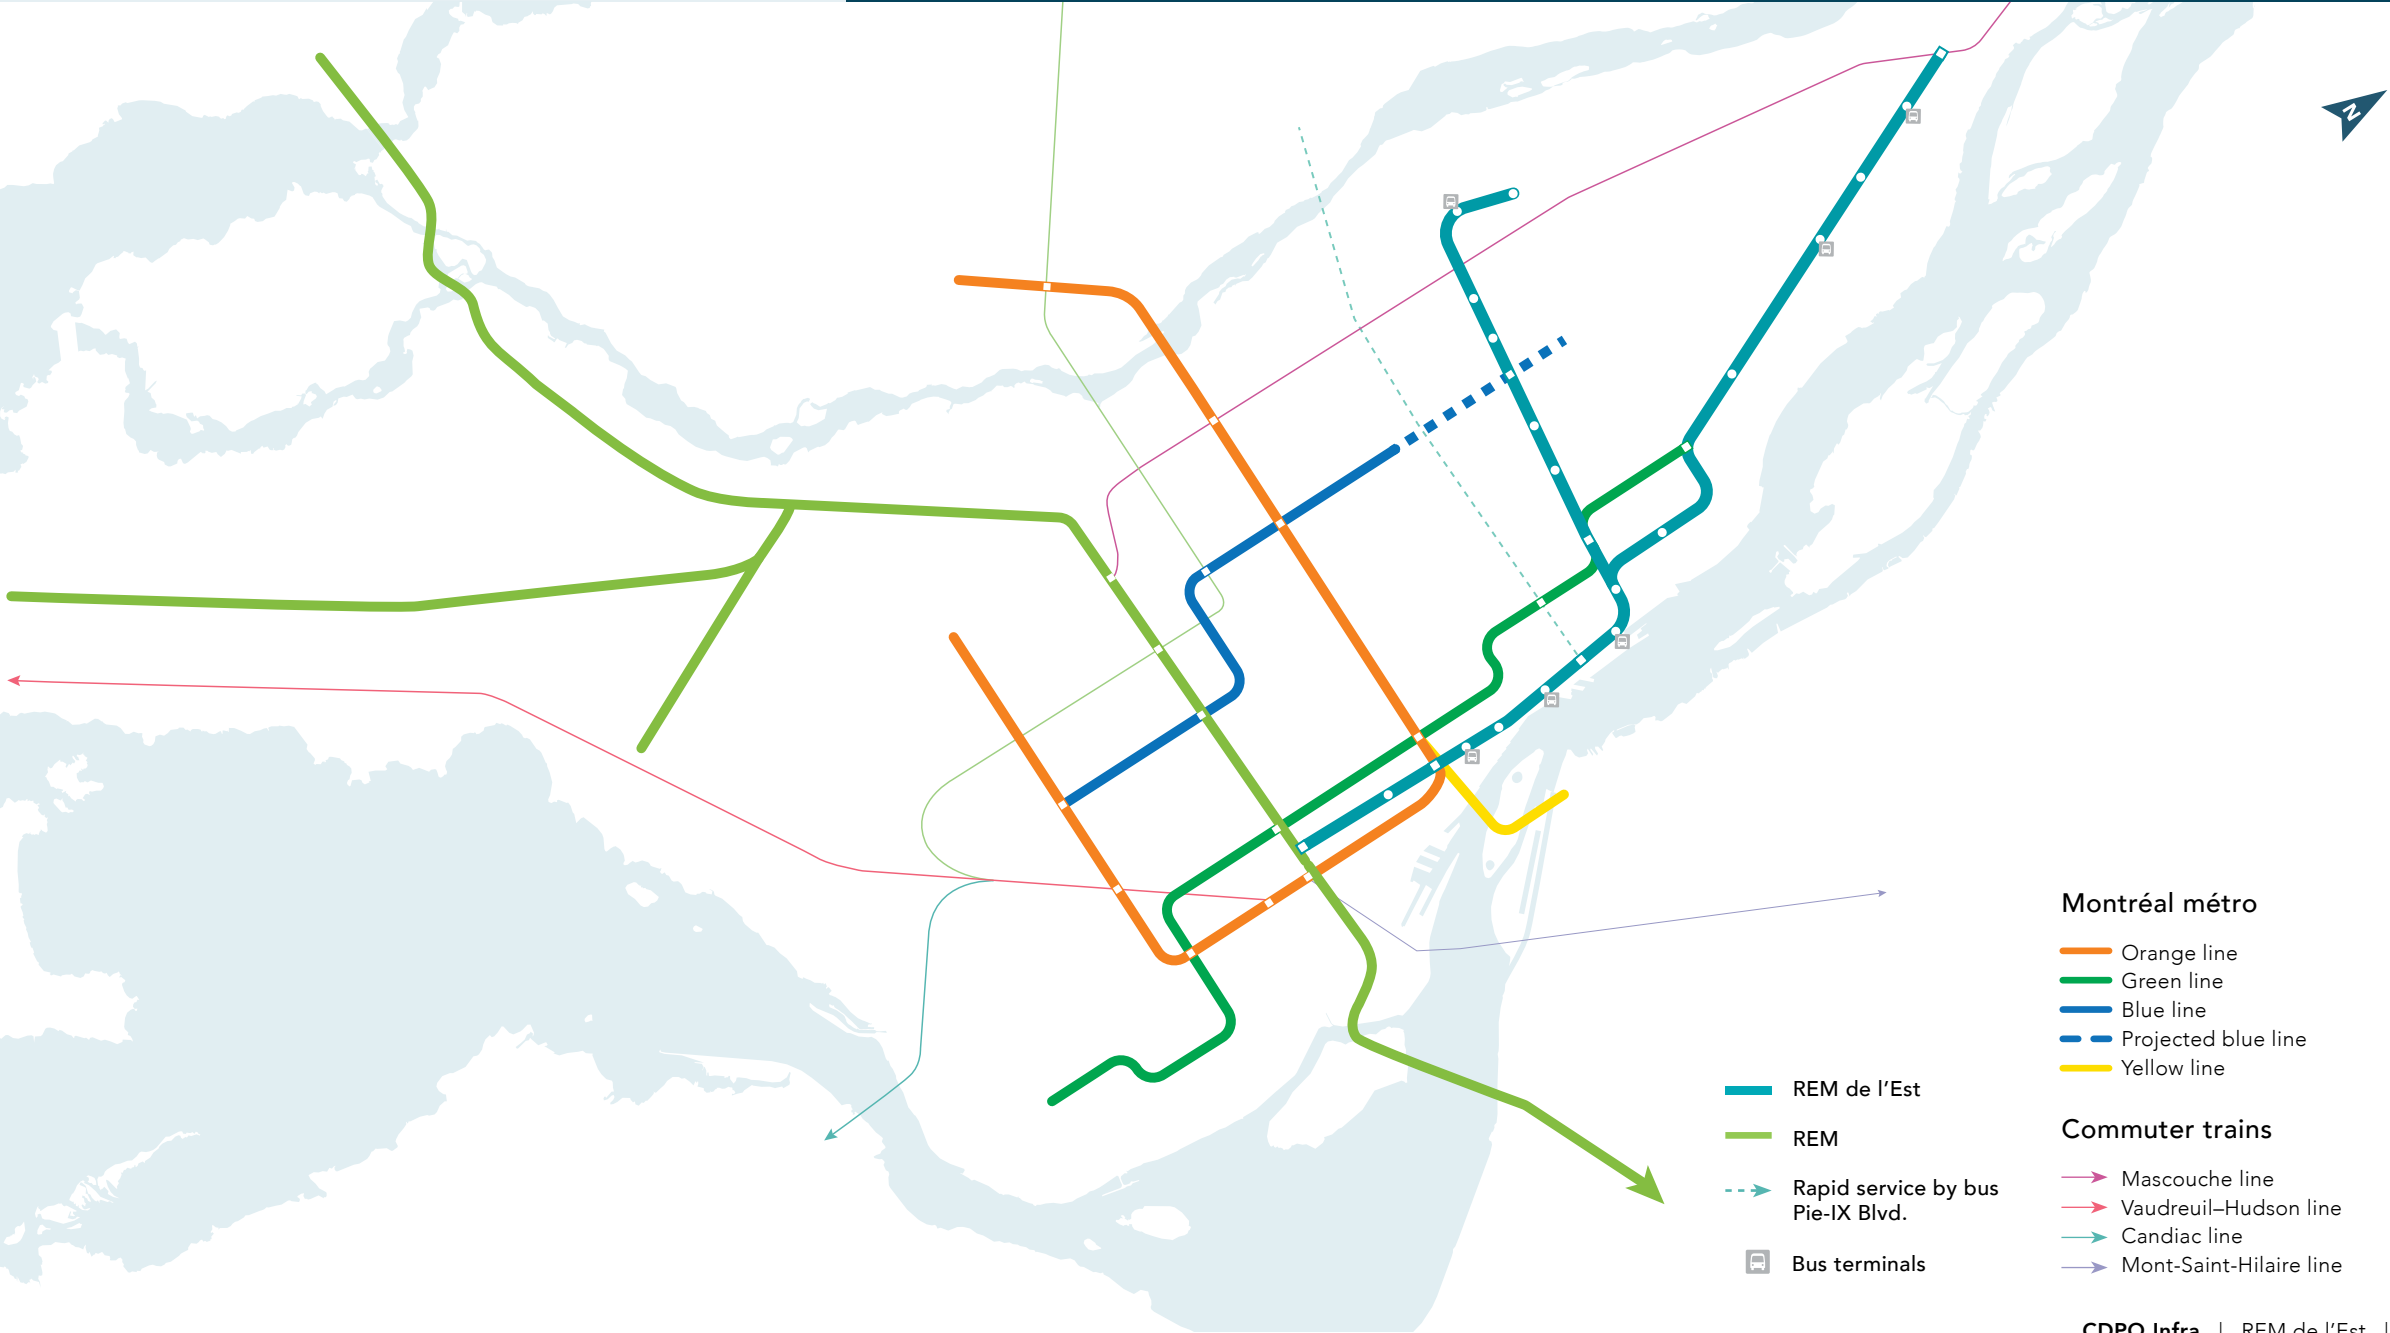 N
Montréal métro
Orange line
Green line
Blue line
Projected blue line
Yellow line
REM de l'Est
REM
Rapid service by bus
Pie-IX Blvd.
Bus terminals
Commuter trains
Mascouche line
Vaudreuil–Hudson line
Candiac line
Mont-Saint-Hilaire line
CDPQ Infra | REM de l'Est |